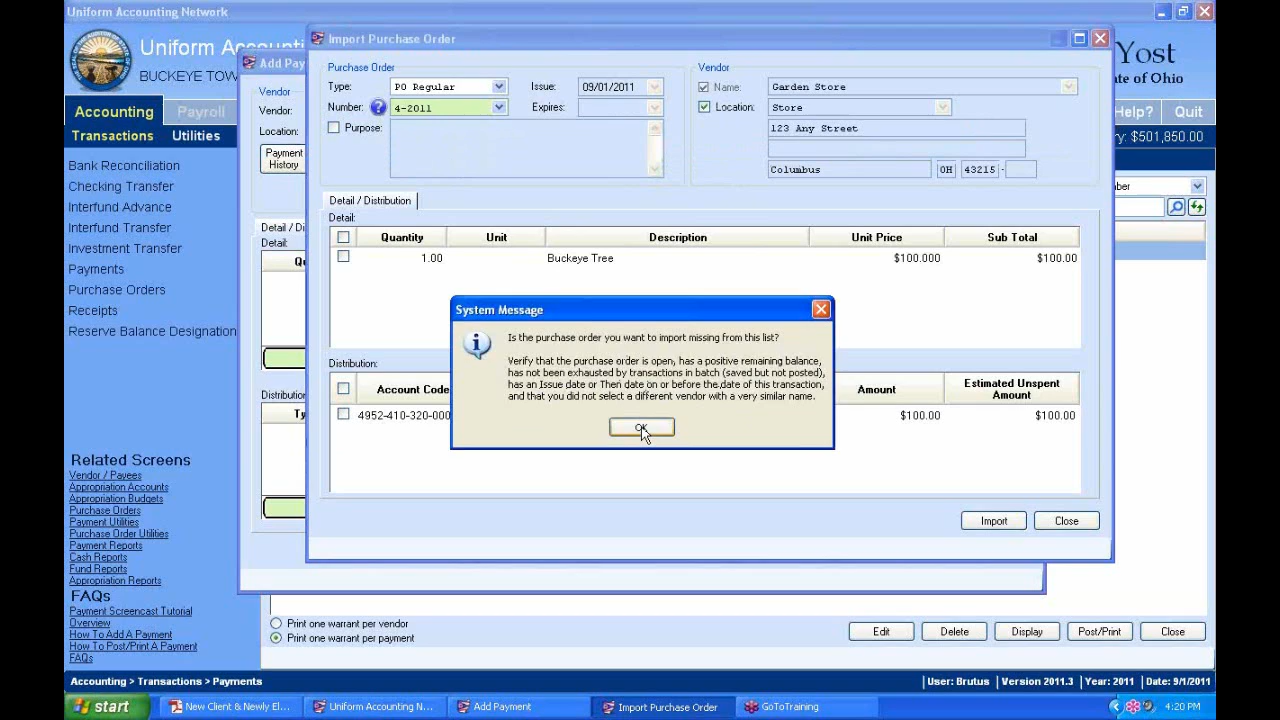 Uniform Accounting Network
Uniform Accounti
BUCKEYE TOW
Yost
te of Ohio
Accounting
Payroll
Help?
Quit
Transactions
Utilities
ry: $501,850.00
Bank Reconciliation
Checking Transfer
Interfund Advance
Interfund Transfer
Investment Transfer
Payments
Purchase Orders
Receipts
Reserve Balance Designation
Related Screens
Vendor / Payees
Appropriation Accounts
Appropriation Budgets
Purchase Orders
Payment Utilities
Purchase Order Utilities
Payment Reports
Cash Reports
Fund Reports
Appropriation Reports
FAQs
Payment Screencast Tutorial
Overview
How To Add A Payment
How To Post/Print A Payment
FAQs
Add Pay
Vendor
Vendor:
Location:
Payment
History
Detail / Dis
Detail:
Qu
Distribution
Ty
Import Purchase Order
Purchase Order
Type: PO Regular Issue: 09/01/2011
Number: ? 4-2011 Expires:
Purpose:
Vendor
Name: Garden Store
Location: Store
123 Any Street
Columbus OH 43215 -
Detail / Distribution
Detail:
Quantity Unit Description Unit Price Sub Total
1.00 Buckeye Tree $100.000 $100.00
System Message
Is the purchase order you want to import missing from this list?
Verify that the purchase order is open, has a positive remaining balance,
has not been exhausted by transactions in batch (saved but not posted),
has an Issue date or Then date on or before the date of this transaction,
and that you did not select a different vendor with a very similar name.
OK
Distribution:
Account Code Amount Estimated Unspent
Amount
4952-410-320-000 $100.00 $100.00
Import Close
ber
Print one warrant per vendor
Print one warrant per payment
Edit Delete Display Post/Print Close
Accounting > Transactions > Payments
User: Brutus Version 2011.3 Year: 2011 Date: 9/1/2011
start
New Client & Newly El...
Uniform Accounting N...
Add Payment
Import Purchase Order
GoToTraining
4:20 PM